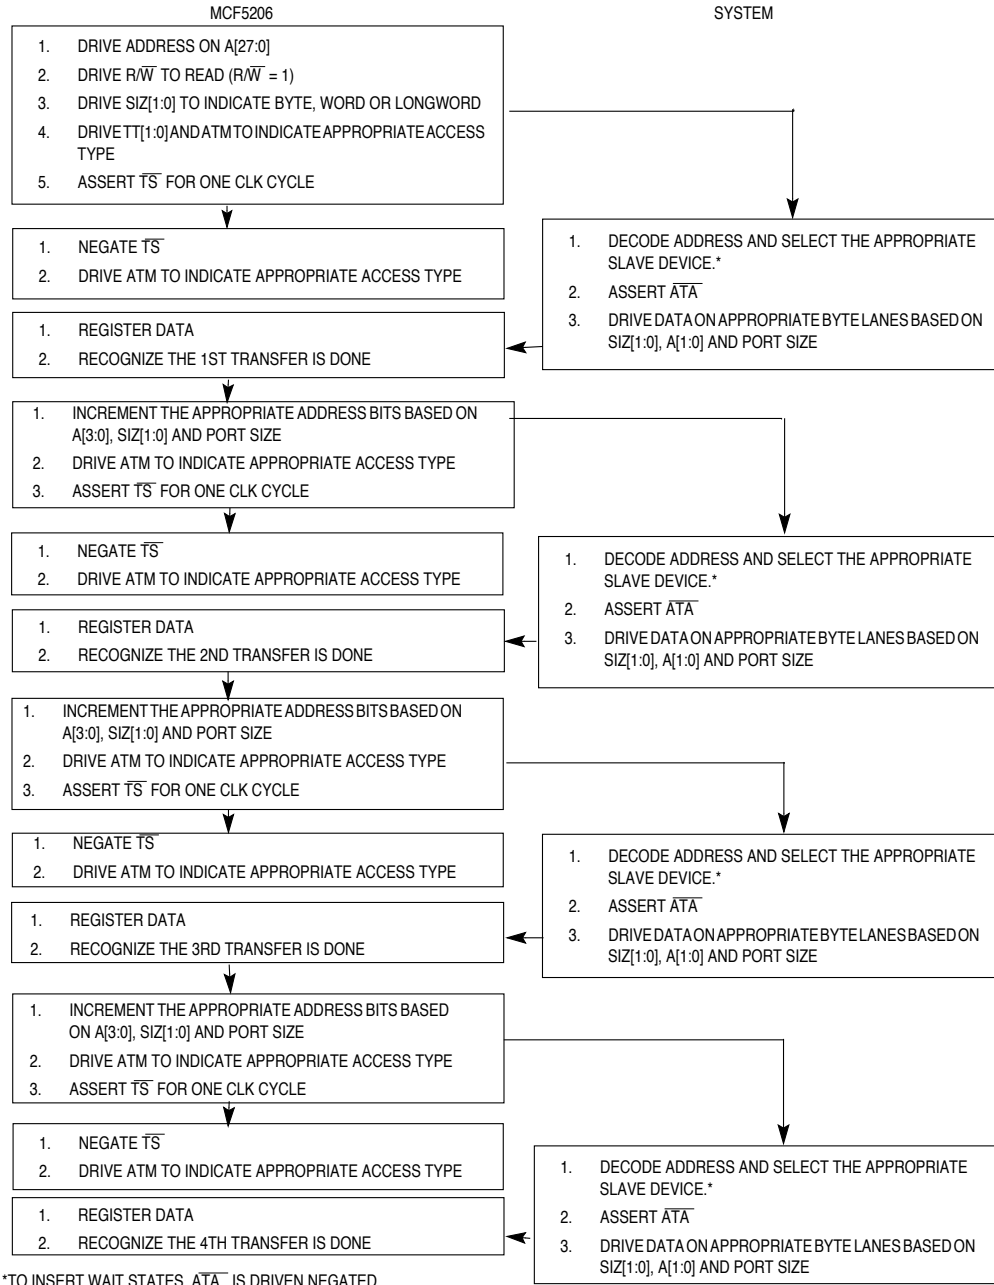 MCF5206
SYSTEM
1. DRIVE ADDRESS ON A[27:0]
2. DRIVE R/W̅ TO READ (R/W̅ = 1)
3. DRIVE SIZ[1:0] TO INDICATE BYTE, WORD OR LONGWORD
4. DRIVE TT[1:0] AND ATM TO INDICATE APPROPRIATE ACCESS
TYPE
5. ASSERT T̅S̅ FOR ONE CLK CYCLE
1. NEGATE T̅S̅
2. DRIVE ATM TO INDICATE APPROPRIATE ACCESS TYPE
1. DECODE ADDRESS AND SELECT THE APPROPRIATE
SLAVE DEVICE.*
2. ASSERT A̅T̅A̅
3. DRIVE DATA ON APPROPRIATE BYTE LANES BASED ON
SIZ[1:0], A[1:0] AND PORT SIZE
1. REGISTER DATA
2. RECOGNIZE THE 1ST TRANSFER IS DONE
1. INCREMENT THE APPROPRIATE ADDRESS BITS BASED ON
A[3:0], SIZ[1:0] AND PORT SIZE
2. DRIVE ATM TO INDICATE APPROPRIATE ACCESS TYPE
3. ASSERT T̅S̅ FOR ONE CLK CYCLE
1. NEGATE T̅S̅
2. DRIVE ATM TO INDICATE APPROPRIATE ACCESS TYPE
1. DECODE ADDRESS AND SELECT THE APPROPRIATE
SLAVE DEVICE.*
2. ASSERT A̅T̅A̅
3. DRIVE DATA ON APPROPRIATE BYTE LANES BASED ON
SIZ[1:0], A[1:0] AND PORT SIZE
1. REGISTER DATA
2. RECOGNIZE THE 2ND TRANSFER IS DONE
1. INCREMENT THE APPROPRIATE ADDRESS BITS BASED ON
A[3:0], SIZ[1:0] AND PORT SIZE
2. DRIVE ATM TO INDICATE APPROPRIATE ACCESS TYPE
3. ASSERT T̅S̅ FOR ONE CLK CYCLE
1. NEGATE T̅S̅
2. DRIVE ATM TO INDICATE APPROPRIATE ACCESS TYPE
1. DECODE ADDRESS AND SELECT THE APPROPRIATE
SLAVE DEVICE.*
2. ASSERT A̅T̅A̅
3. DRIVE DATA ON APPROPRIATE BYTE LANES BASED ON
SIZ[1:0], A[1:0] AND PORT SIZE
1. REGISTER DATA
2. RECOGNIZE THE 3RD TRANSFER IS DONE
1. INCREMENT THE APPROPRIATE ADDRESS BITS BASED
ON A[3:0], SIZ[1:0] AND PORT SIZE
2. DRIVE ATM TO INDICATE APPROPRIATE ACCESS TYPE
3. ASSERT T̅S̅ FOR ONE CLK CYCLE
1. NEGATE T̅S̅
2. DRIVE ATM TO INDICATE APPROPRIATE ACCESS TYPE
1. DECODE ADDRESS AND SELECT THE APPROPRIATE
SLAVE DEVICE.*
2. ASSERT A̅T̅A̅
3. DRIVE DATA ON APPROPRIATE BYTE LANES BASED ON
SIZ[1:0], A[1:0] AND PORT SIZE
1. REGISTER DATA
2. RECOGNIZE THE 4TH TRANSFER IS DONE
*TO INSERT WAIT STATES, A̅T̅A̅ IS DRIVEN NEGATED